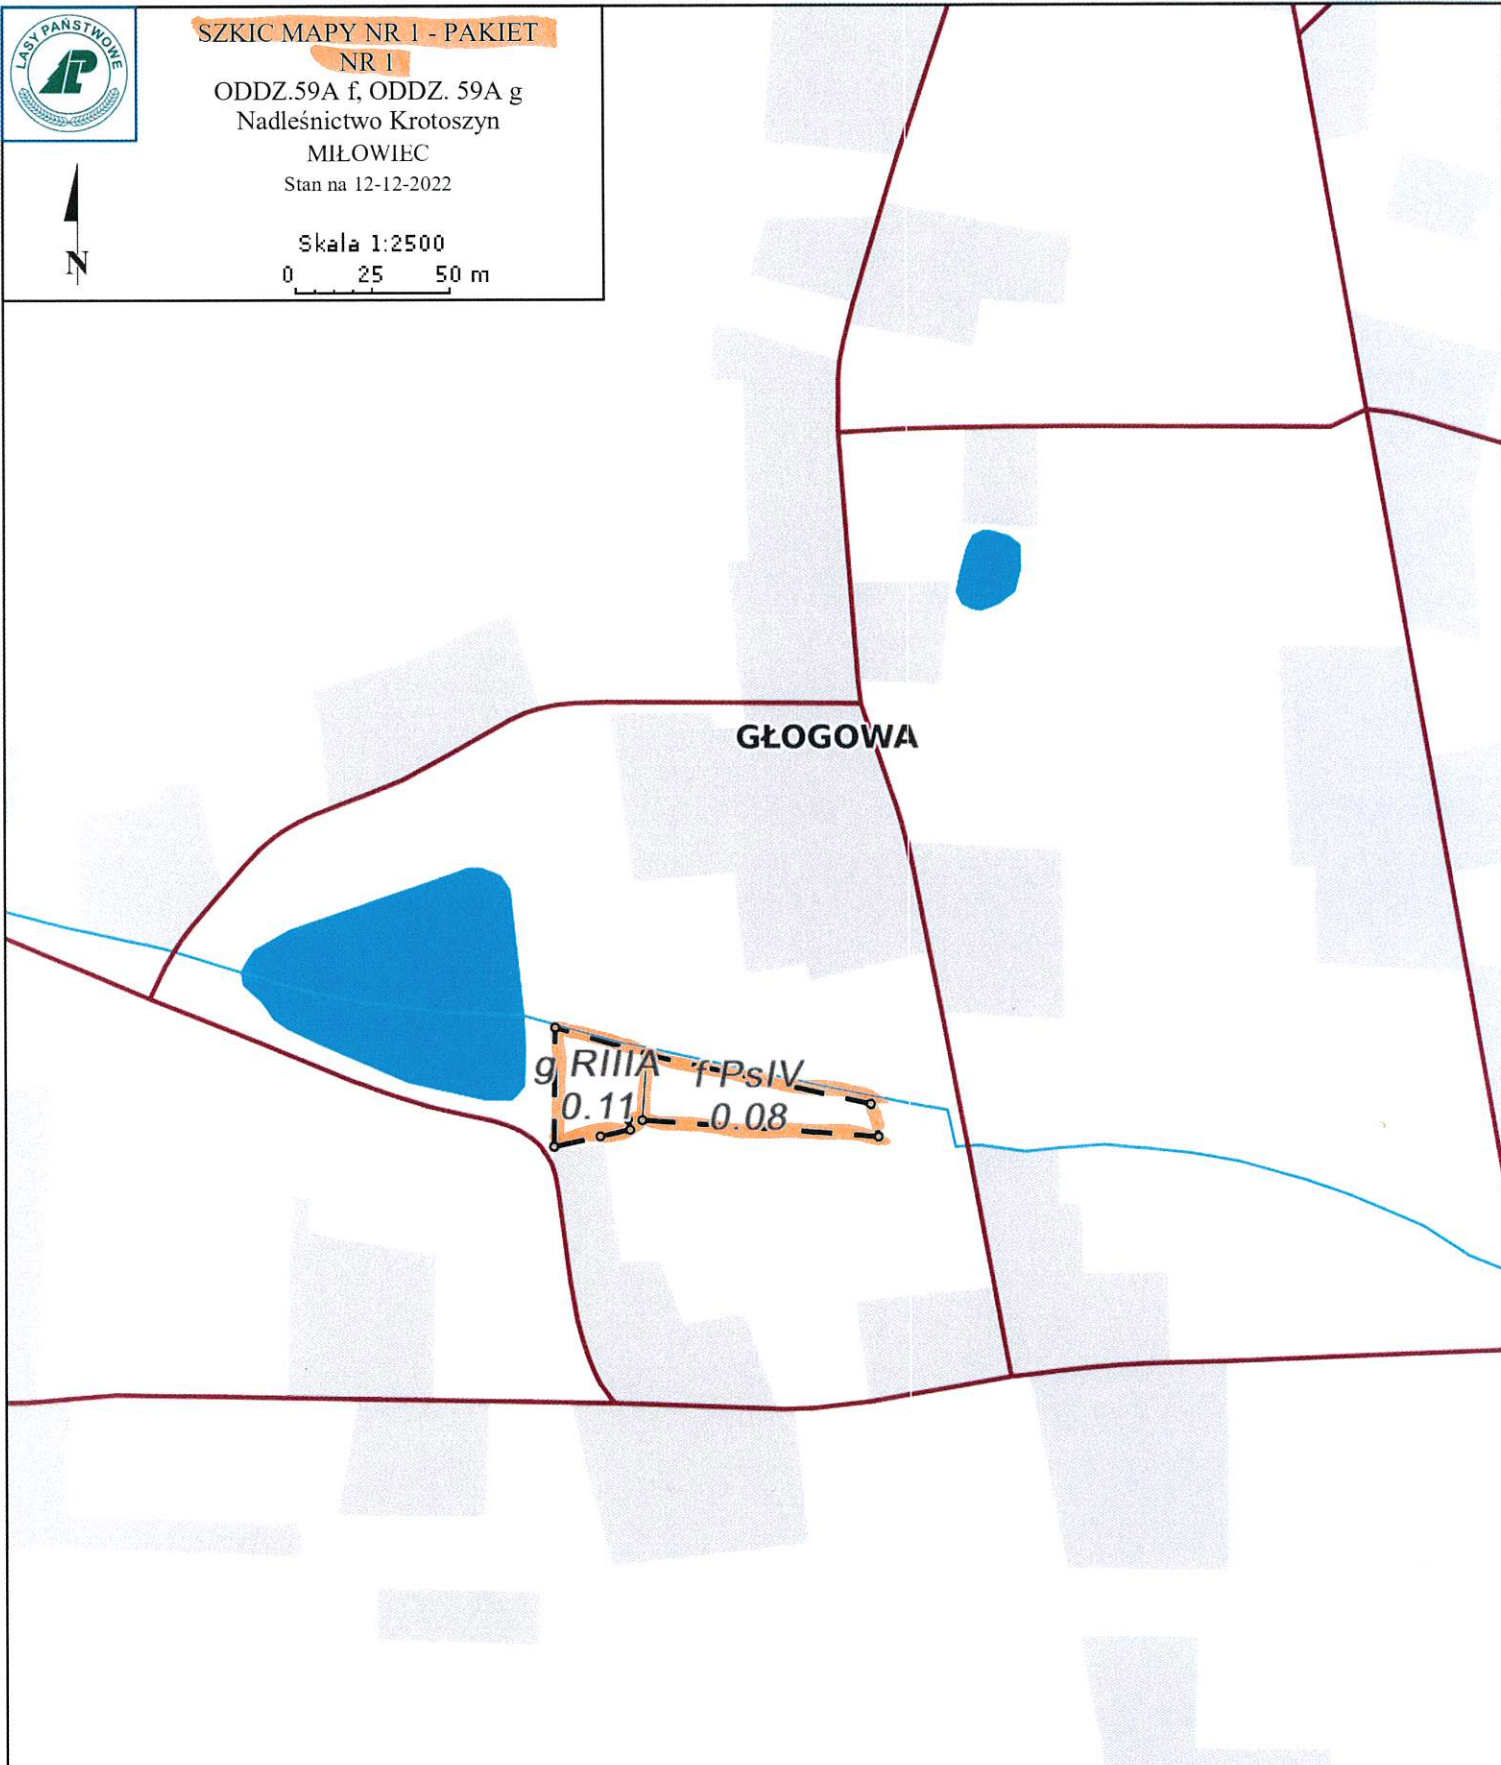 LASY PAŃSTWOWE
LP
SZKIC MAPY NR 1 - PAKIET
NR 1
ODDZ.59A f, ODDZ. 59A g
Nadleśnictwo Krotoszyn
MIŁOWIEC
Stan na 12-12-2022
N
Skala 1:2500
0 25 50 m
GŁOGOWA
g RIIIA
0.11
f PsIV
0.08